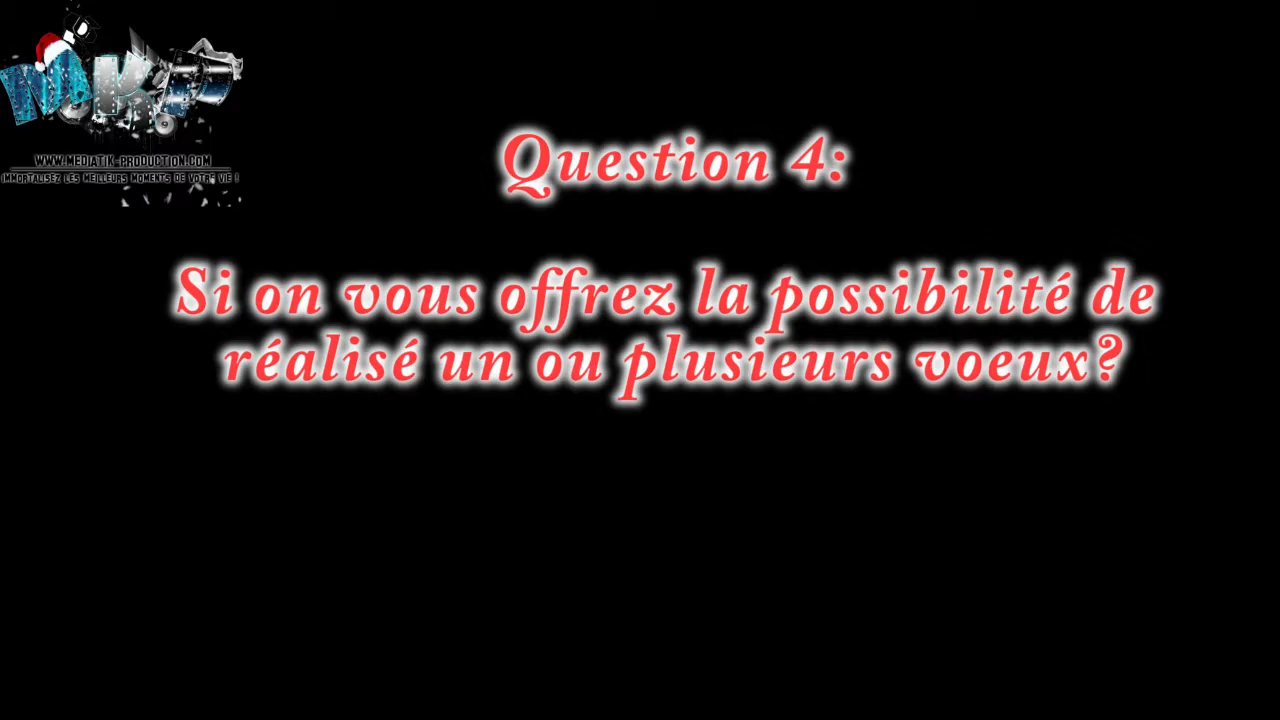 MKP
WWW.MEDIATIK-PRODUCTION.COM
IMMORTALISEZ LES MEILLEURS MOMENTS DE VOTRE VIE !
Question 4:
Si on vous offrez la possibilité de
réalisé un ou plusieurs voeux?